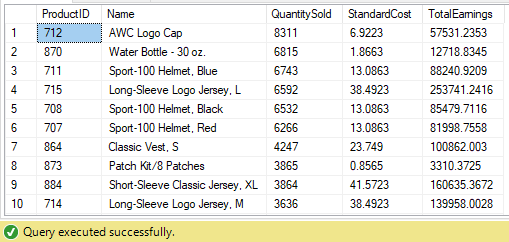 ProductID Name QuantitySold StandardCost TotalEarnings
1 712 AWC Logo Cap 8311 6.9223 57531.2353
2 870 Water Bottle - 30 oz. 6815 1.8663 12718.8345
3 711 Sport-100 Helmet, Blue 6743 13.0863 88240.9209
4 715 Long-Sleeve Logo Jersey, L 6592 38.4923 253741.2416
5 708 Sport-100 Helmet, Black 6532 13.0863 85479.7116
6 707 Sport-100 Helmet, Red 6266 13.0863 81998.7558
7 864 Classic Vest, S 4247 23.749 100862.003
8 873 Patch Kit/8 Patches 3865 0.8565 3310.3725
9 884 Short-Sleeve Classic Jersey, XL 3864 41.5723 160635.3672
10 714 Long-Sleeve Logo Jersey, M 3636 38.4923 139958.0028
Query executed successfully.